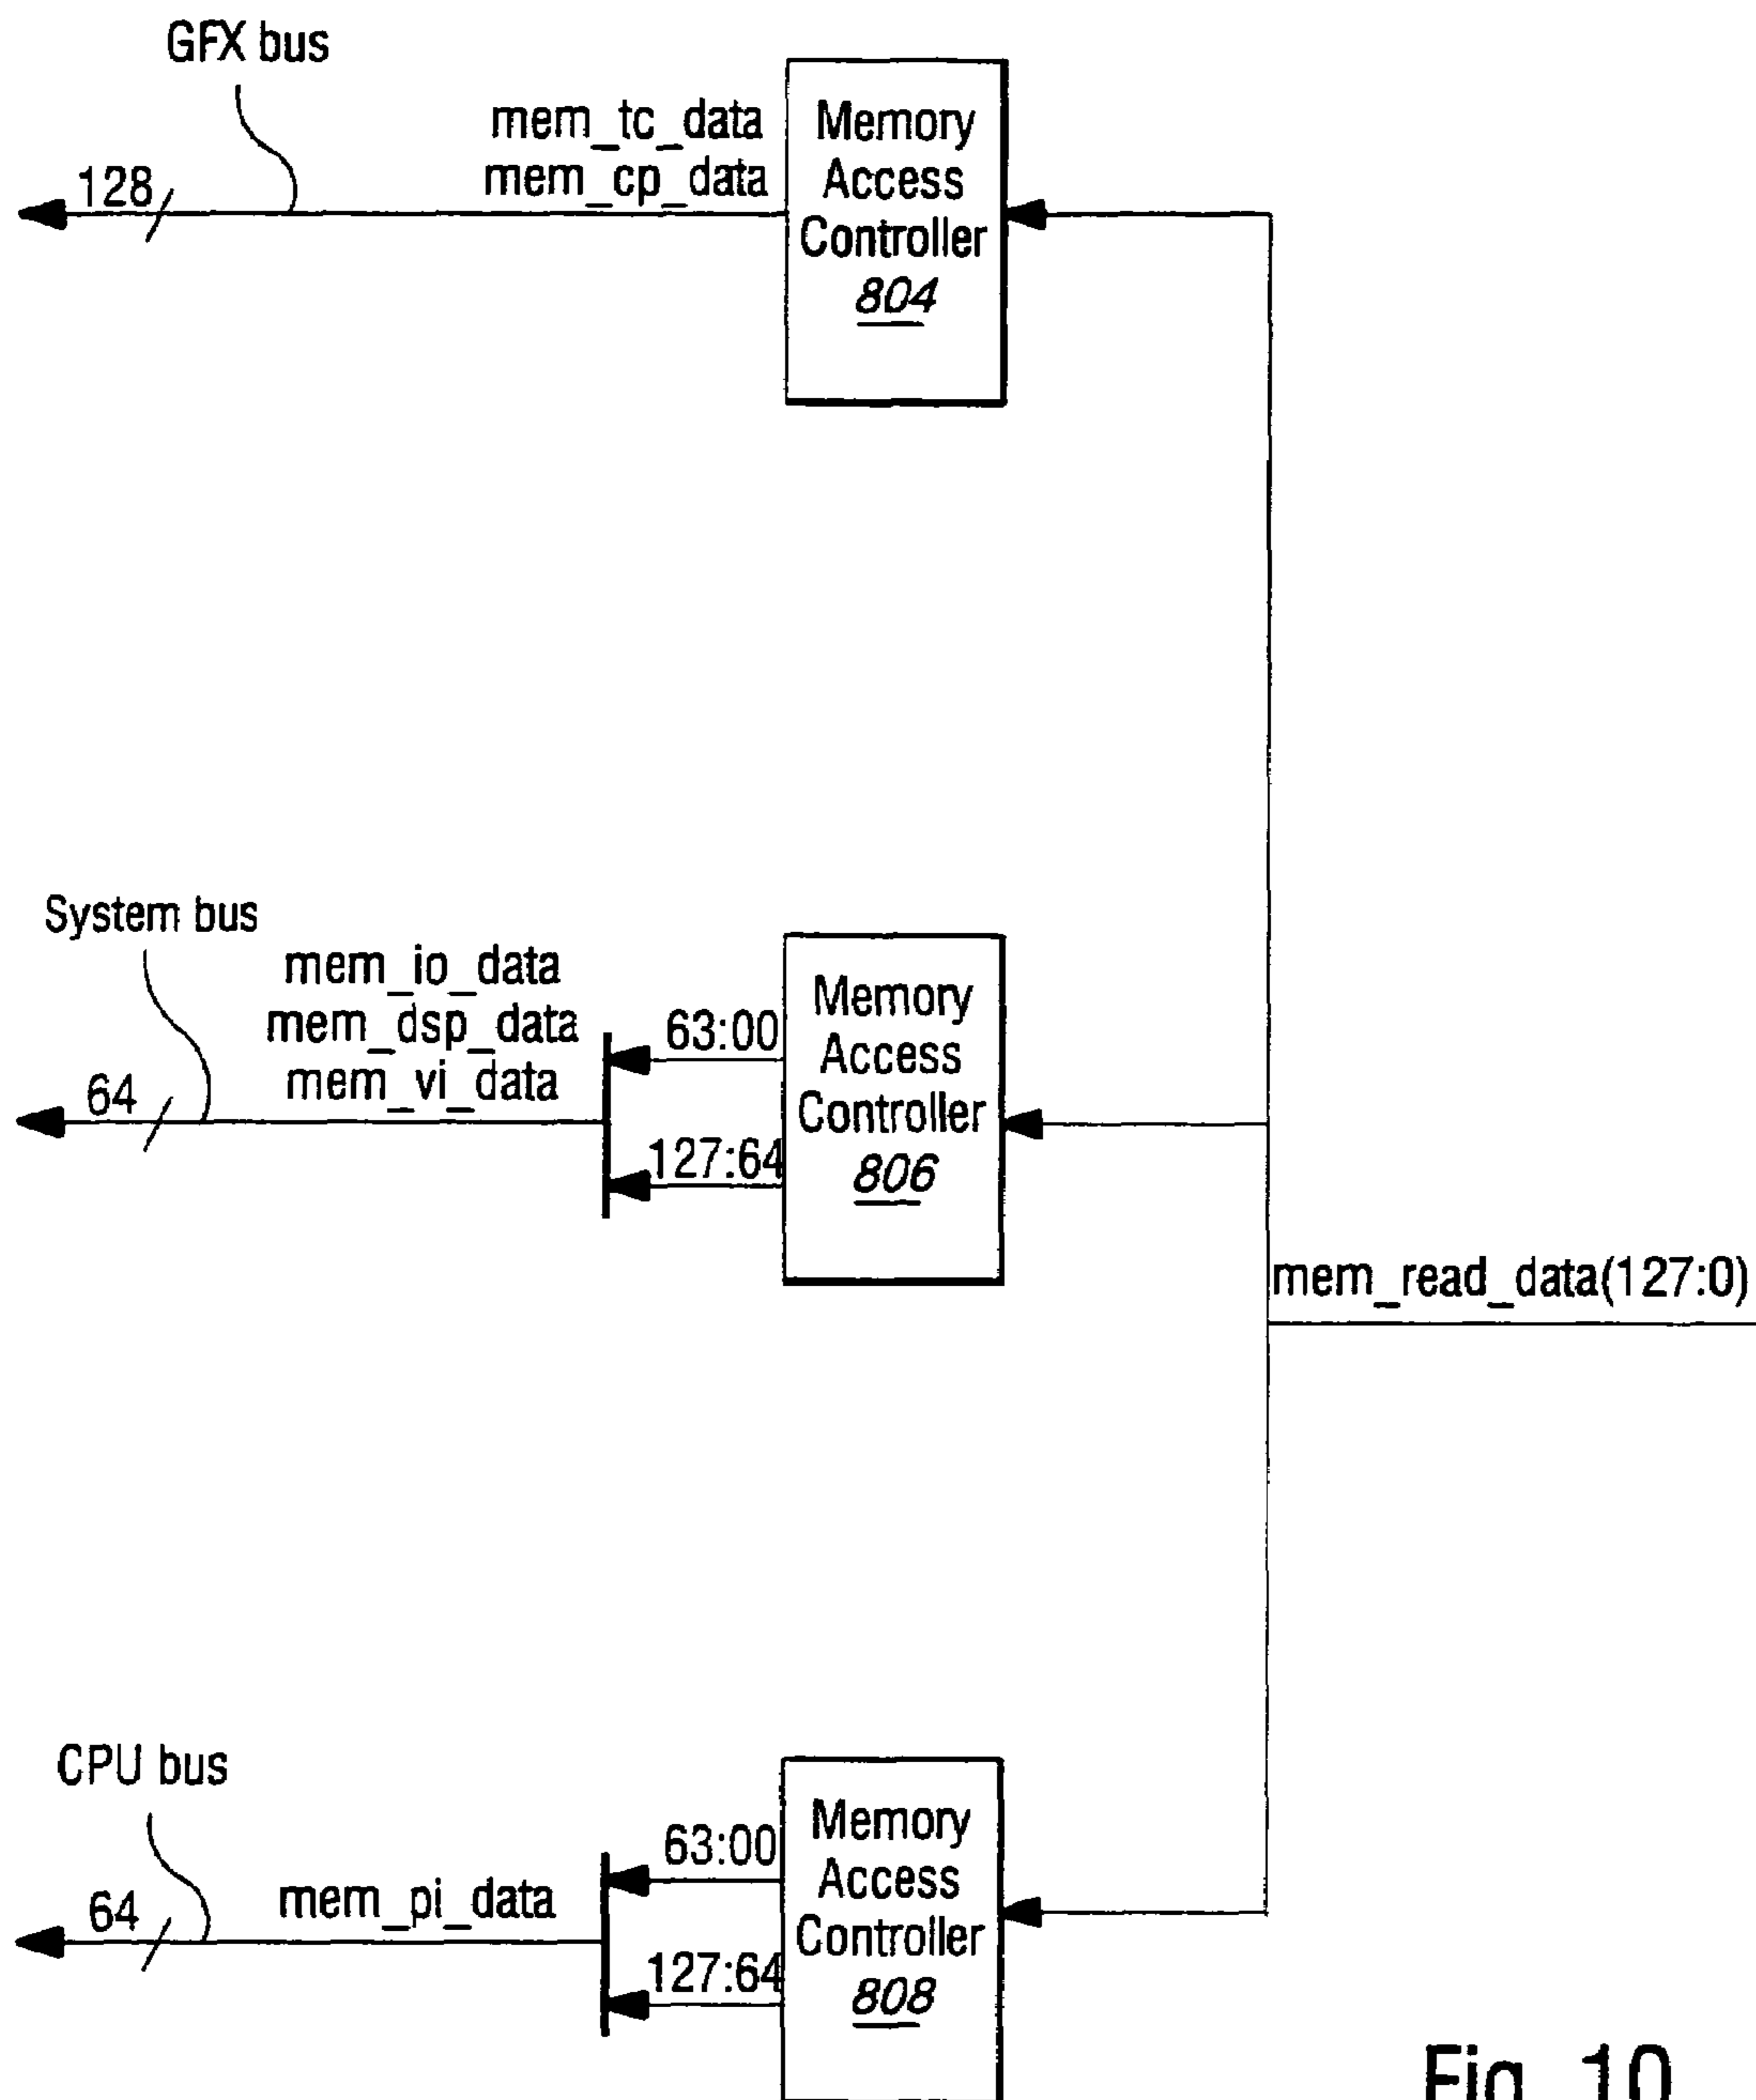 GFX bus
128
mem_tc_data
mem_cp_data
Memory
Access
Controller
804
System bus
64
mem_io_data
mem_dsp_data
mem_vi_data
63:00
127:64
Memory
Access
Controller
806
mem_read_data(127:0)
CPU bus
64
mem_pi_data
63:00
127:64
Memory
Access
Controller
808
Fig. 10